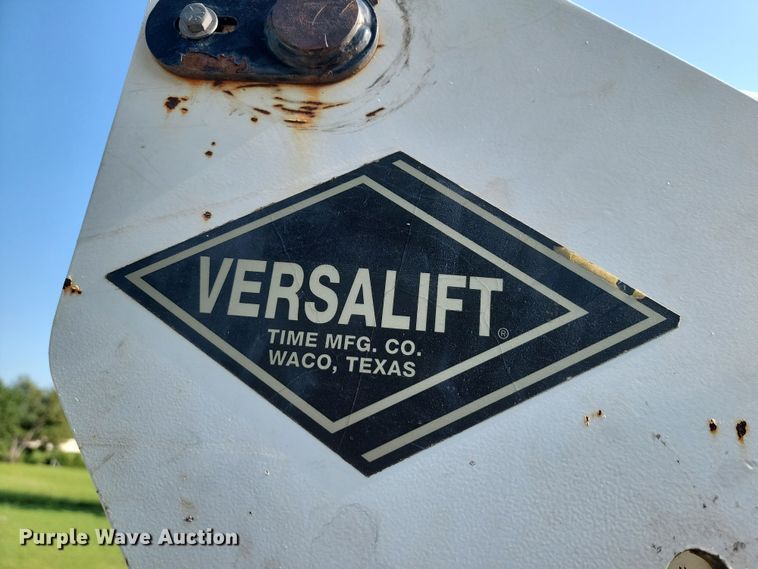 VERSALIFT®
TIME MFG. CO.
WACO, TEXAS
Purple Wave Auction